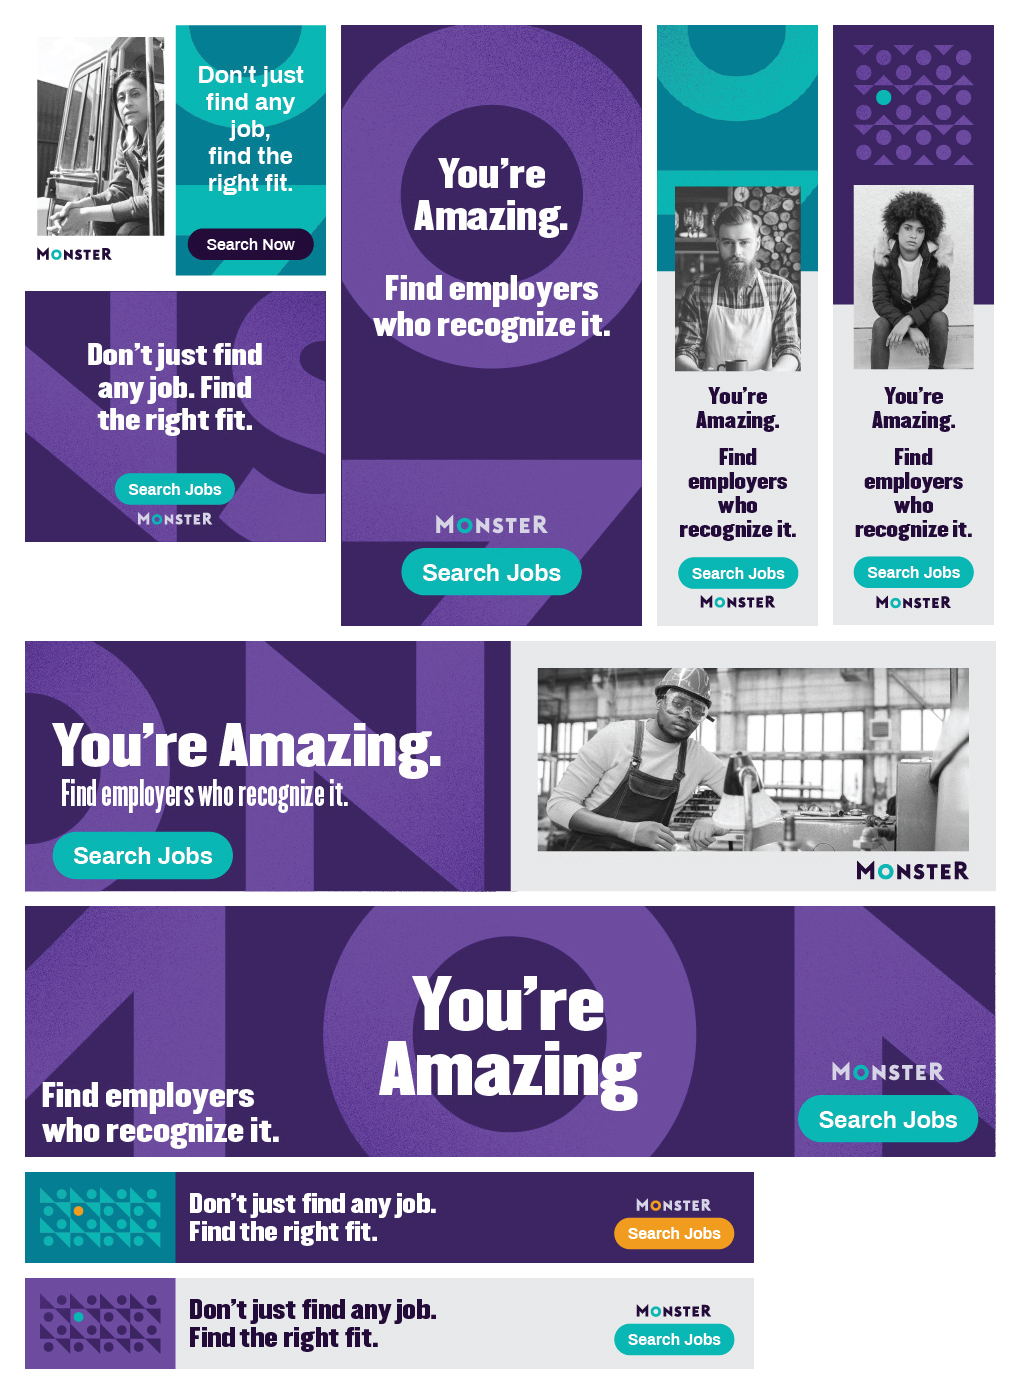 MONSTER
Don’t just
find any
job,
find the
right fit.
Search Now
Don’t just find
any job. Find
the right fit.
Search Jobs
MONSTER
You’re
Amazing.
Find employers
who recognize it.
MONSTER
Search Jobs
You’re
Amazing.
Find
employers
who
recognize it.
Search Jobs
MONSTER
You’re
Amazing.
Find
employers
who
recognize it.
Search Jobs
MONSTER
You’re Amazing.
Find employers who recognize it.
Search Jobs
MONSTER
You’re
Amazing
Find employers
who recognize it.
MONSTER
Search Jobs
Don’t just find any job.
Find the right fit.
MONSTER
Search Jobs
Don’t just find any job.
Find the right fit.
MONSTER
Search Jobs